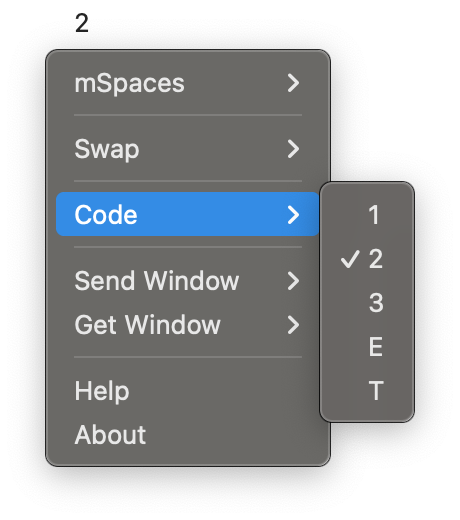 2
mSpaces
Swap
Code
Send Window
Get Window
Help
About
1
2
3
E
T